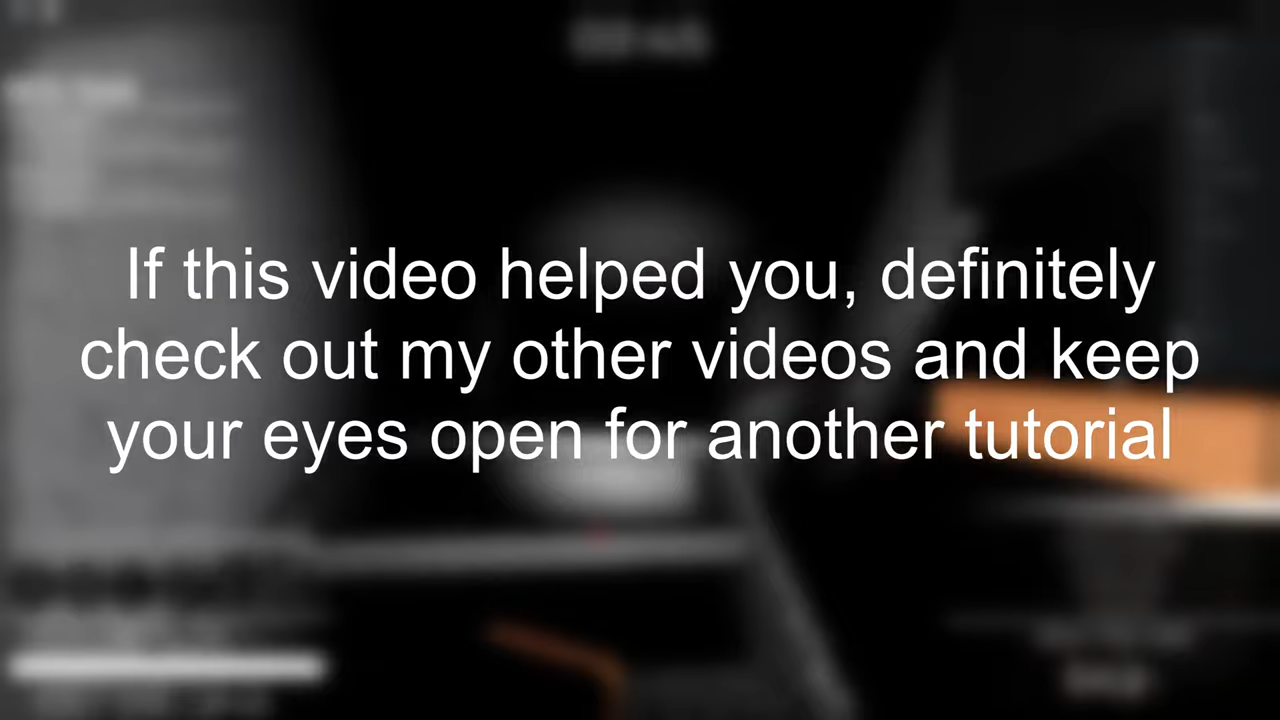 If this video helped you, definitely
check out my other videos and keep
your eyes open for another tutorial